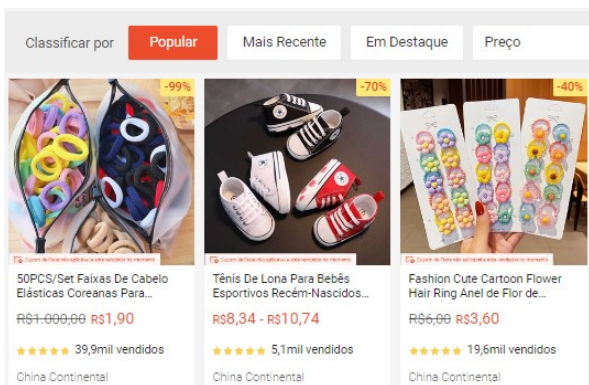 Classificar por
Popular
Mais Recente
Em Destaque
Preço
-99%
-70%
-40%
50PCS/Set Faixas De Cabelo
Elásticas Coreanas Para...
R$1.000,00 R$1,90
39,9mil vendidos
China Continental
Tênis De Lona Para Bebês
Esportivos Recém-Nascidos...
R$8,34 - R$10,74
5,1mil vendidos
China Continental
Fashion Cute Cartoon Flower
Hair Ring Anel de Flor de...
R$6,00 R$3,60
19,6mil vendidos
China Continental